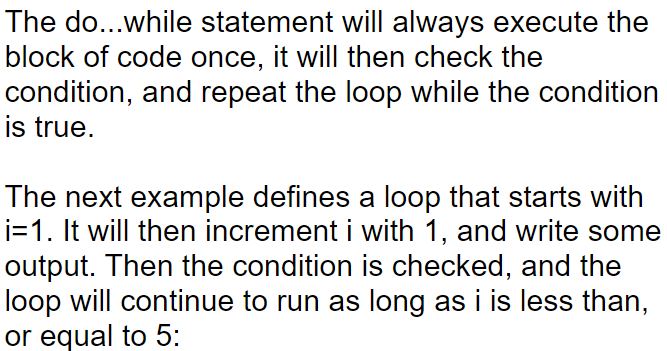 The do...while statement will always execute the
block of code once, it will then check the
condition, and repeat the loop while the condition
is true.
The next example defines a loop that starts with
i=1. It will then increment i with 1, and write some
output. Then the condition is checked, and the
loop will continue to run as long as i is less than,
or equal to 5: